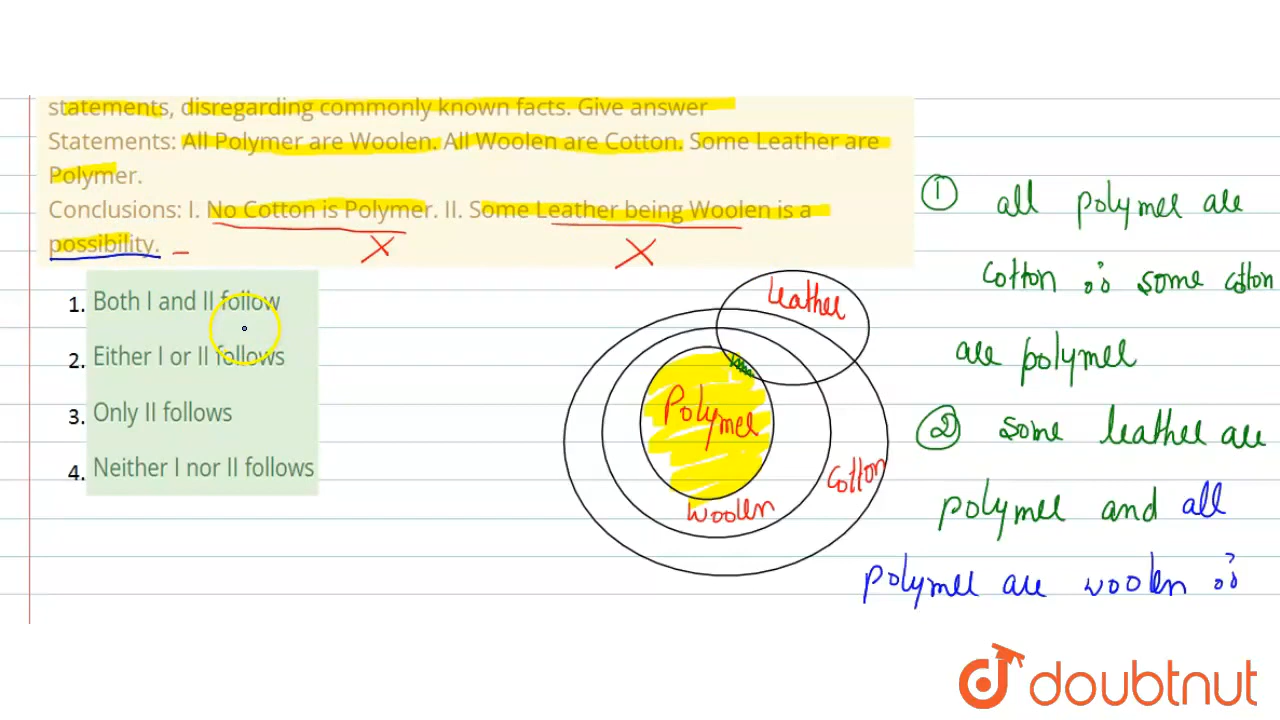 statements, disregarding commonly known facts. Give answer
Statements: All Polymer are Woolen. All Woolen are Cotton. Some Leather are
Polymer.
Conclusions: I. No Cotton is Polymer. II. Some Leather being Woolen is a
possibility.
1. Both I and II follow
2. Either I or II follows
3. Only II follows
4. Neither I nor II follows
Leather
Polymer
Cotton
Woolen
① all polymer are
cotton ∴ some cotton
are polymer
② some leather are
polymer and all
polymer are woolen ∴
doubtnut